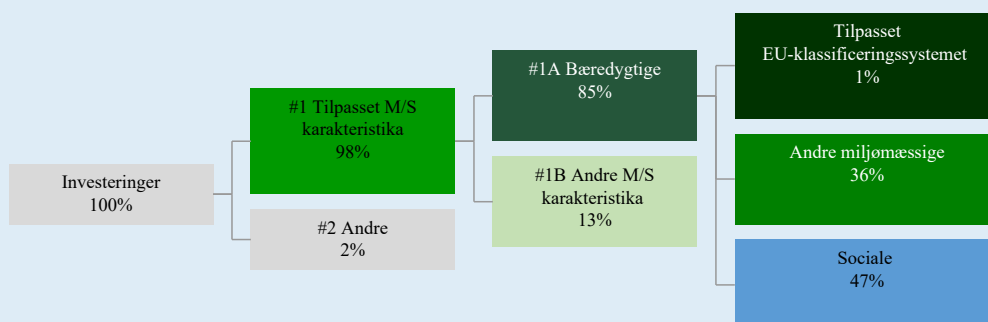 Investeringer
100%
#1 Tilpasset M/S
karakteristika
98%
#2 Andre
2%
#1A Bæredygtige
85%
#1B Andre M/S
karakteristika
13%
Tilpasset
EU-klassificeringssystemet
1%
Andre miljømæssige
36%
Sociale
47%